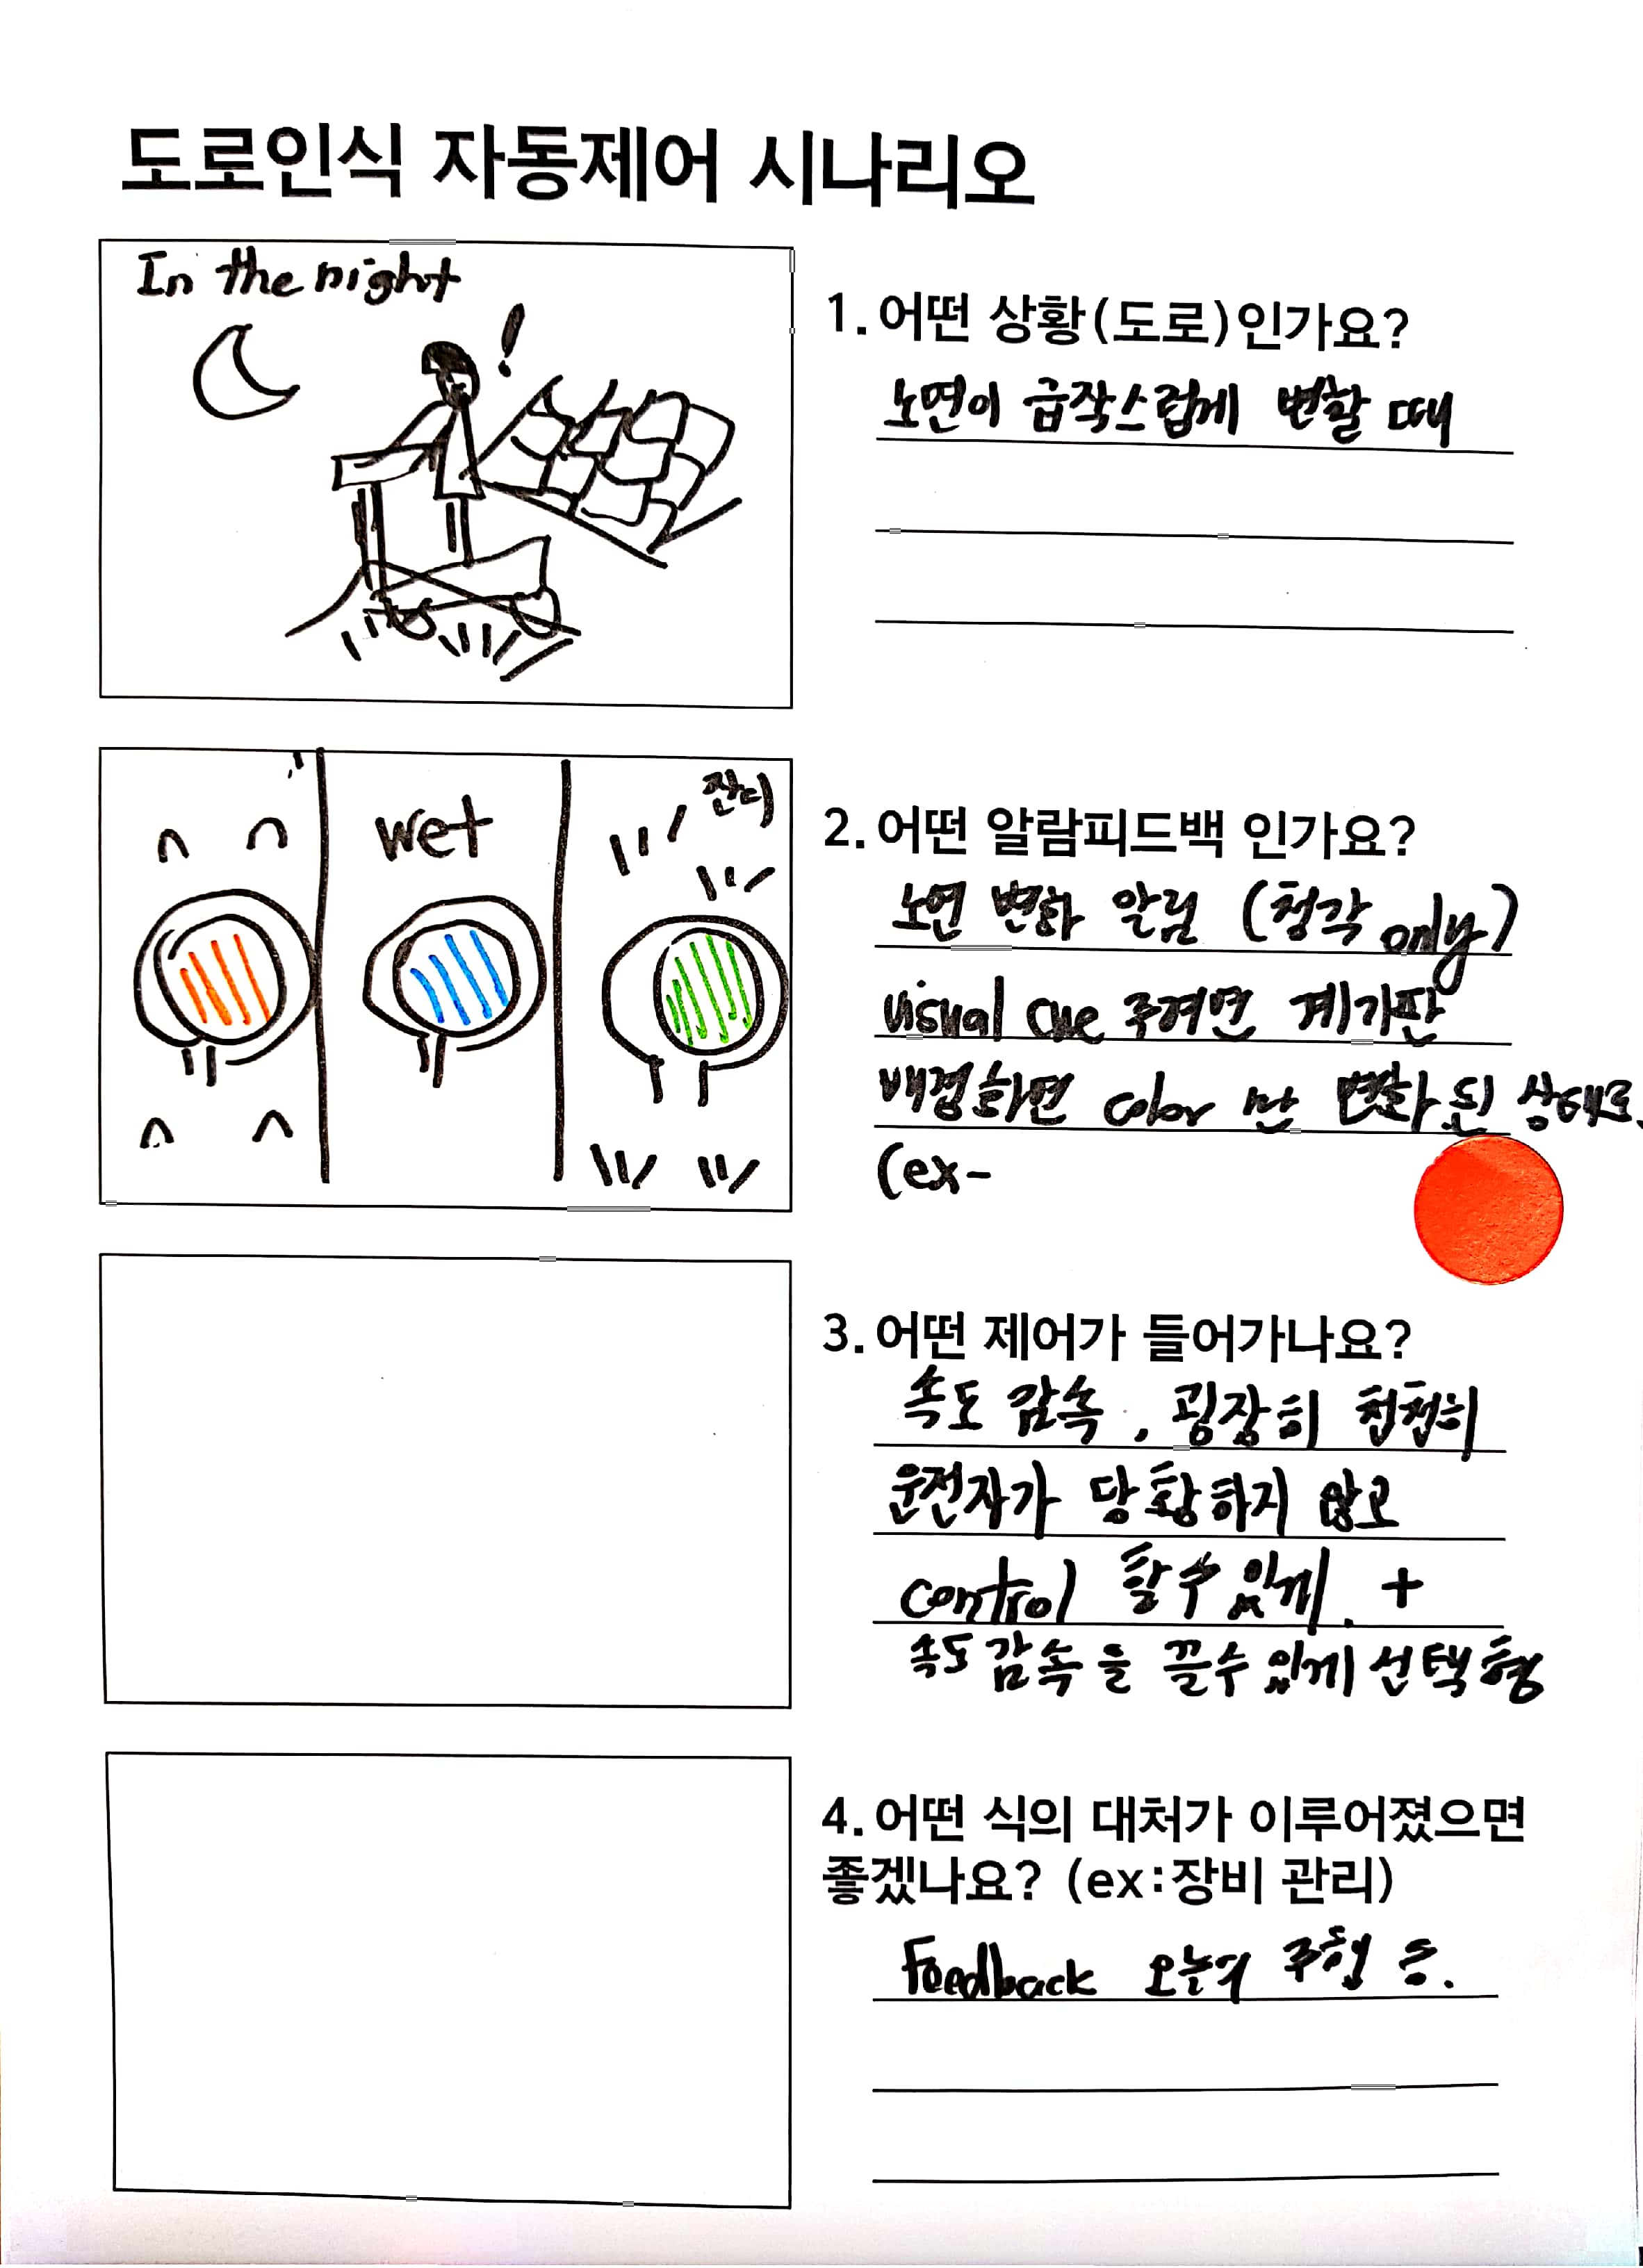 도로인식 자동제어 시나리오
In the night
!
1. 어떤 상황(도로)인가요?
노면이 급작스럽게 변할 때
wet
잔디
2. 어떤 알람피드백 인가요?
노면 변화 알림 (청각 only)
visual cue 주려면 계기판
배경화면 color 만 변화 된 상태로.
(ex-
3. 어떤 제어가 들어가나요?
속도 감속, 굉장히 천천히
운전자가 당황하지 않고
control 할 수 있게. +
속도 감속을 끌수 있게 선택형
4. 어떤 식의 대처가 이루어졌으면
좋겠나요? (ex:장비 관리)
Feedback 오늘의 주행 등.